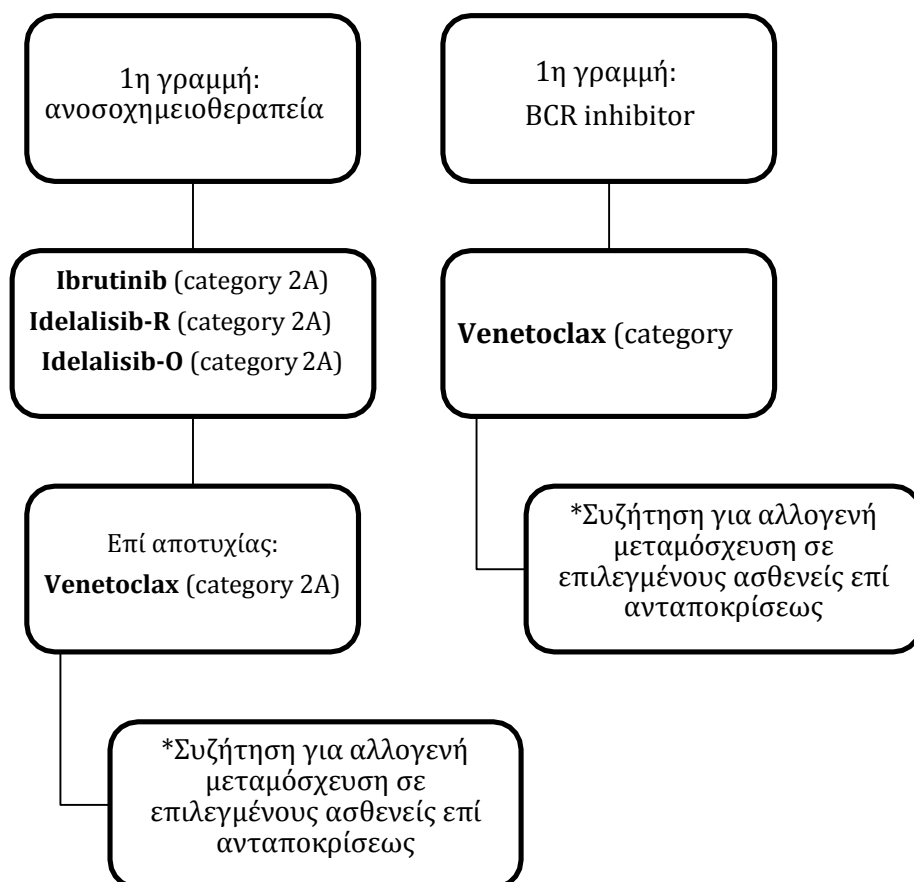 1η γραμμή:
ανοσοχημειοθεραπεία
Ibrutinib (category 2A)
Idelalisib-R (category 2A)
Idelalisib-O (category 2A)
Επί αποτυχίας:
Venetoclax (category 2A)
*Συζήτηση για αλλογενή
μεταμόσχευση σε
επιλεγμένους ασθενείς επί
ανταποκρίσεως
1η γραμμή:
BCR inhibitor
Venetoclax (category
*Συζήτηση για αλλογενή
μεταμόσχευση σε
επιλεγμένους ασθενείς επί
ανταποκρίσεως